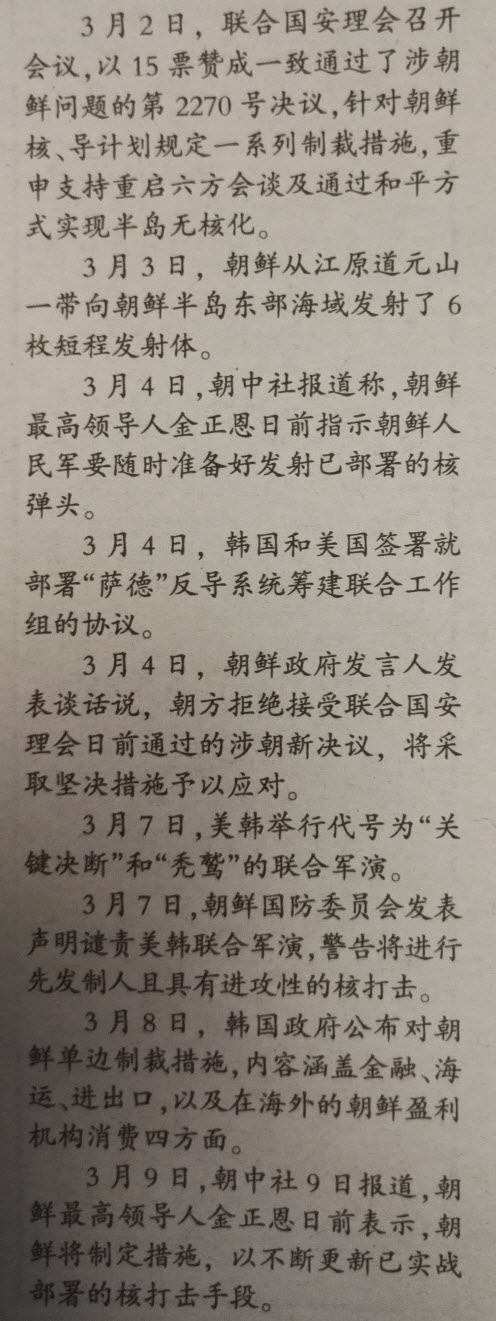 3月2日，联合国安理会召开
会议,以15票赞成一致通过了涉朝
鲜问题的第2270号决议,针对朝鲜
核、导计划规定一系列制裁措施,重
申支持重启六方会谈及通过和平方
式实现半岛无核化。
3月3日，朝鲜从江原道元山
一带向朝鲜半岛东部海域发射了6
枚短程发射体。
3月4日,朝中社报道称,朝鲜
最高领导人金正恩日前指示朝鲜人
民军要随时准备好发射已部署的核
弹头。
3月4日，韩国和美国签署就
部署“萨德”反导系统筹建联合工作
组的协议。
3月4日，朝鲜政府发言人发
表谈话说，朝方拒绝接受联合国安
理会日前通过的涉朝新决议，将采
取坚决措施予以应对。
3月7日,美韩举行代号为“关
键决断”和“秃鹫”的联合军演。
3月7日,朝鲜国防委员会发表
声明谴责美韩联合军演,警告将进行
先发制人且具有进攻性的核打击。
3月8日，韩国政府公布对朝
鲜单边制裁措施,内容涵盖金融、海
运、进出口,以及在海外的朝鲜盈利
机构消费四方面。
3月9日,朝中社9日报道,朝
鲜最高领导人金正恩日前表示,朝
鲜将制定措施，以不断更新已实战
部署的核打击手段。